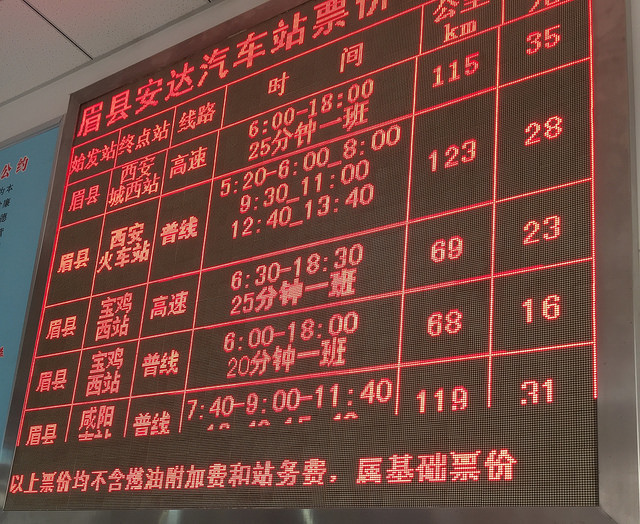 眉县安达汽车站票价
始发站 终点站 线路 时 间 公里 km
眉县 西安城西站 高速 6:00-18:00 25分钟一班 115 35
眉县 西安火车站 普线 5:20-6:00_8:00 9:30_11:00 12:40_13:40 123 28
眉县 宝鸡西站 高速 6:30-18:30 25分钟一班 69 23
眉县 宝鸡西站 普线 6:00-18:00 20分钟一班 68 16
眉县 咸阳 普线 7:40-9:00-11:40 119 31
以上票价均不含燃油附加费和站务费，属基础票价
公约